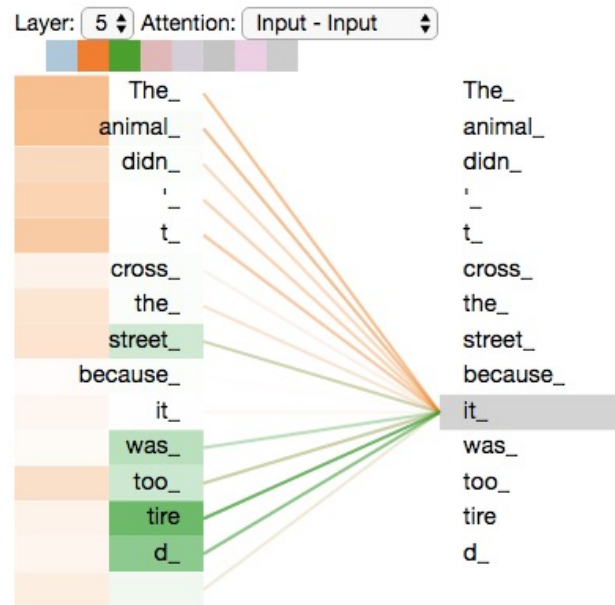 Layer: 5 Attention: Input - Input
The_ The_
animal_ animal_
didn_ didn_
'_ '_
t_ t_
cross_ cross_
the_ the_
street_ street_
because_ because_
it_ it_
was_ was_
too_ too_
tire tire
d_ d_